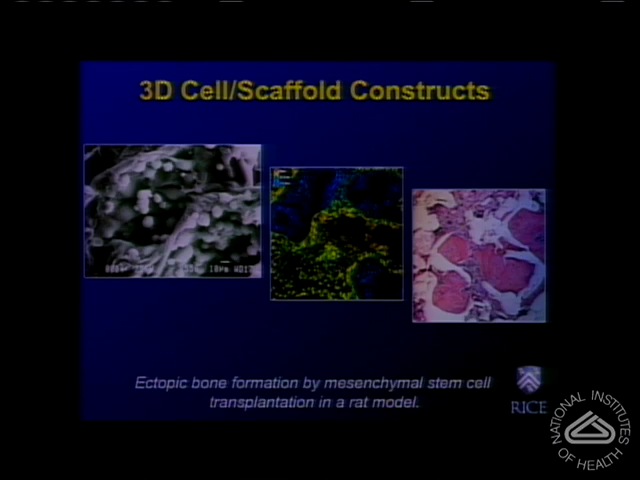 3D Cell/Scaffold Constructs
10μm
Ectopic bone formation by mesenchymal stem cell
transplantation in a rat model.
RICE
NATIONAL INSTITUTES
OF HEALTH